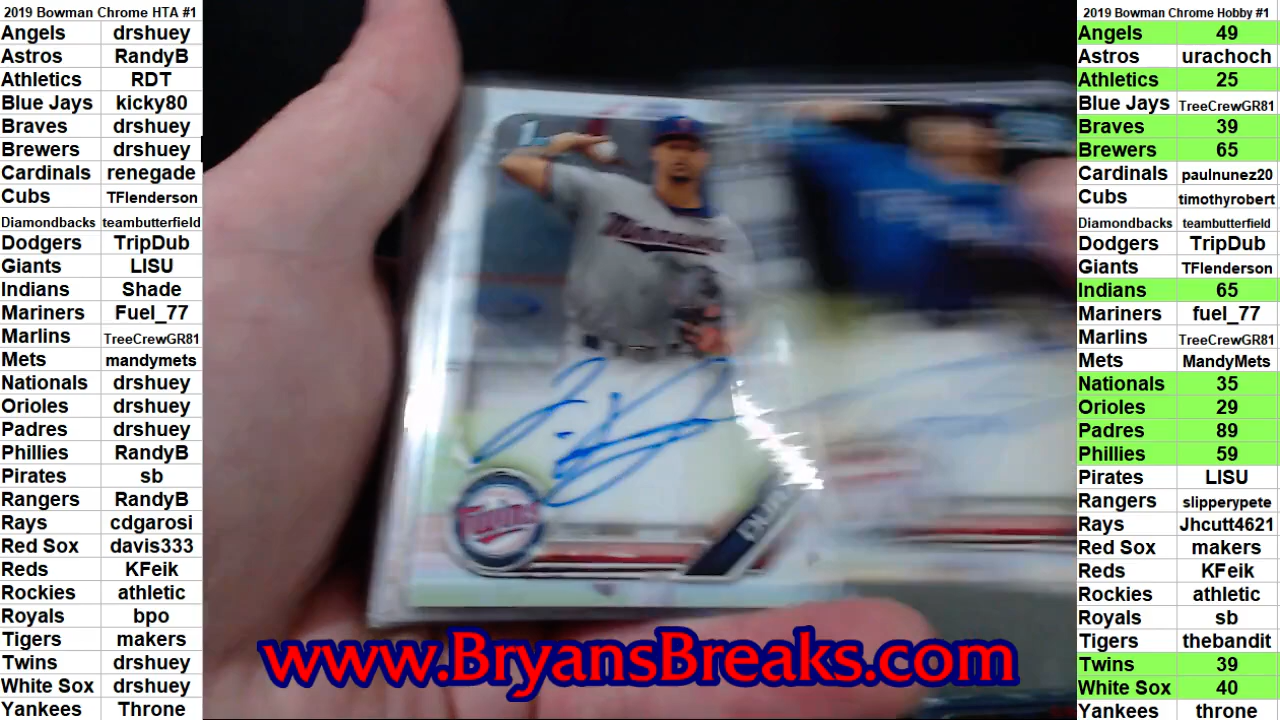 2019 Bowman Chrome HTA #1
Angels drshuey
Astros RandyB
Athletics RDT
Blue Jays kicky80
Braves drshuey
Brewers drshuey
Cardinals renegade
Cubs TFlenderson
Diamondbacks teambutterfield
Dodgers TripDub
Giants LISU
Indians Shade
Mariners Fuel_77
Marlins TreeCrewGR81
Mets mandymets
Nationals drshuey
Orioles drshuey
Padres drshuey
Phillies RandyB
Pirates sb
Rangers RandyB
Rays cdgarosi
Red Sox davis333
Reds KFeik
Rockies athletic
Royals bpo
Tigers makers
Twins drshuey
White Sox drshuey
Yankees Throne
1st
Twins
www.BryansBreaks.com
2019 Bowman Chrome Hobby #1
Angels 49
Astros urachoch
Athletics 25
Blue Jays TreeCrewGR81
Braves 39
Brewers 65
Cardinals paulnunez20
Cubs timothyrobert
Diamondbacks teambutterfield
Dodgers TripDub
Giants TFlenderson
Indians 65
Mariners fuel_77
Marlins TreeCrewGR81
Mets MandyMets
Nationals 35
Orioles 29
Padres 89
Phillies 59
Pirates LISU
Rangers slipperypete
Rays Jhcutt4621
Red Sox makers
Reds KFeik
Rockies athletic
Royals sb
Tigers thebandit
Twins 39
White Sox 40
Yankees throne